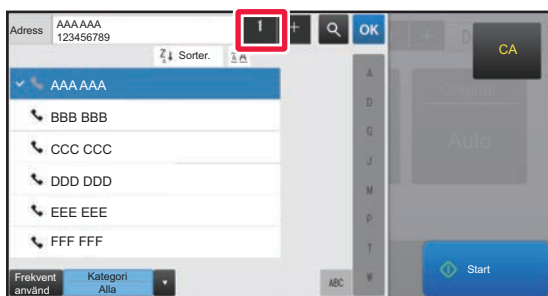 Adress
AAA AAA
123456789
1
+
OK
CA
Sorter.
AAA AAA
BBB BBB
CCC CCC
DDD DDD
EEE EEE
FFF FFF
A
D
G
J
M
P
T
W
ABC
Original
Auto
Frekvent
använd
Kategori
Alla
Start